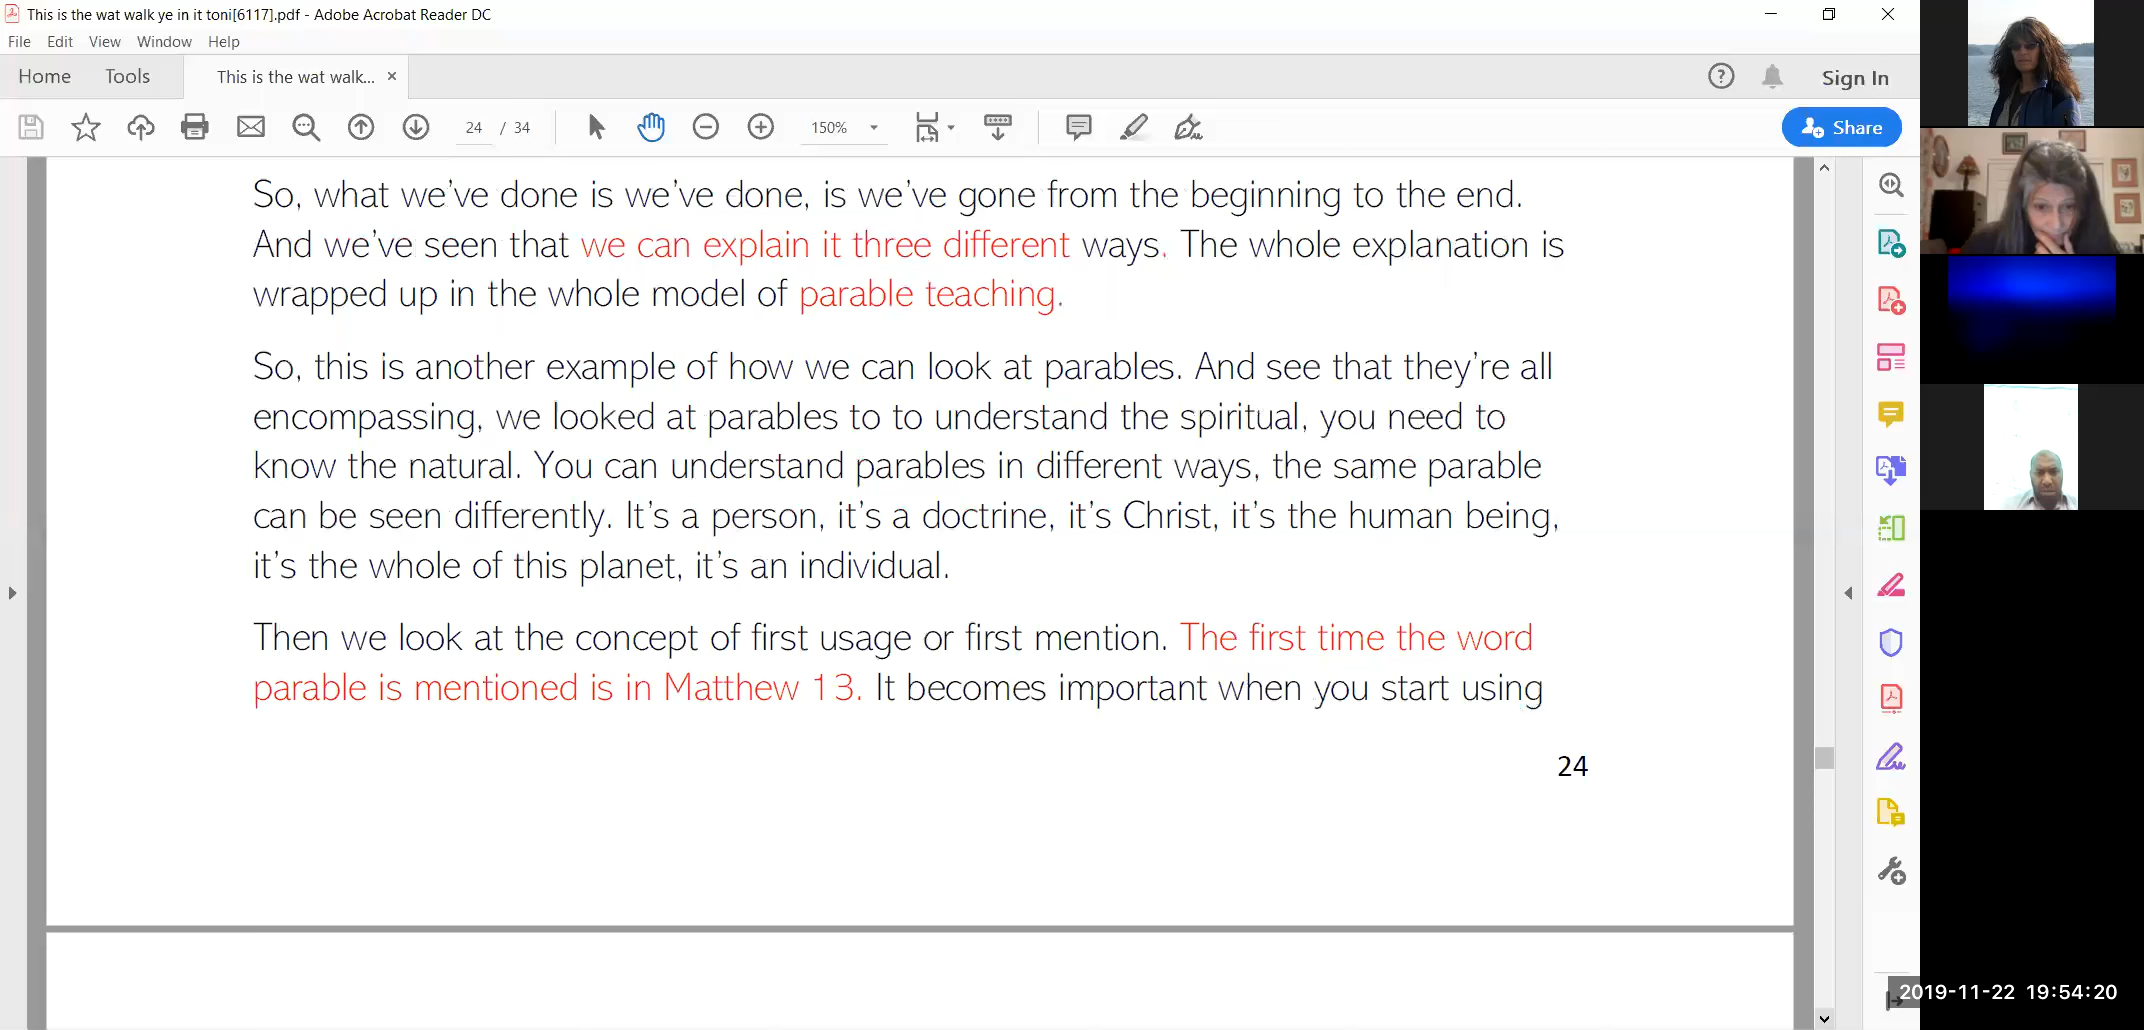 This is the wat walk ye in it toni[6117].pdf - Adobe Acrobat Reader DC
File Edit View Window Help
Home Tools This is the wat walk... × Sign In
24 / 34 150% Share
So, what we've done is we've done, is we've gone from the beginning to the end.
And we've seen that we can explain it three different ways. The whole explanation is
wrapped up in the whole model of parable teaching.
So, this is another example of how we can look at parables. And see that they're all
encompassing, we looked at parables to to understand the spiritual, you need to
know the natural. You can understand parables in different ways, the same parable
can be seen differently. It's a person, it's a doctrine, it's Christ, it's the human being,
it's the whole of this planet, it's an individual.
Then we look at the concept of first usage or first mention. The first time the word
parable is mentioned is in Matthew 13. It becomes important when you start using
24
2019-11-22 19:54:20